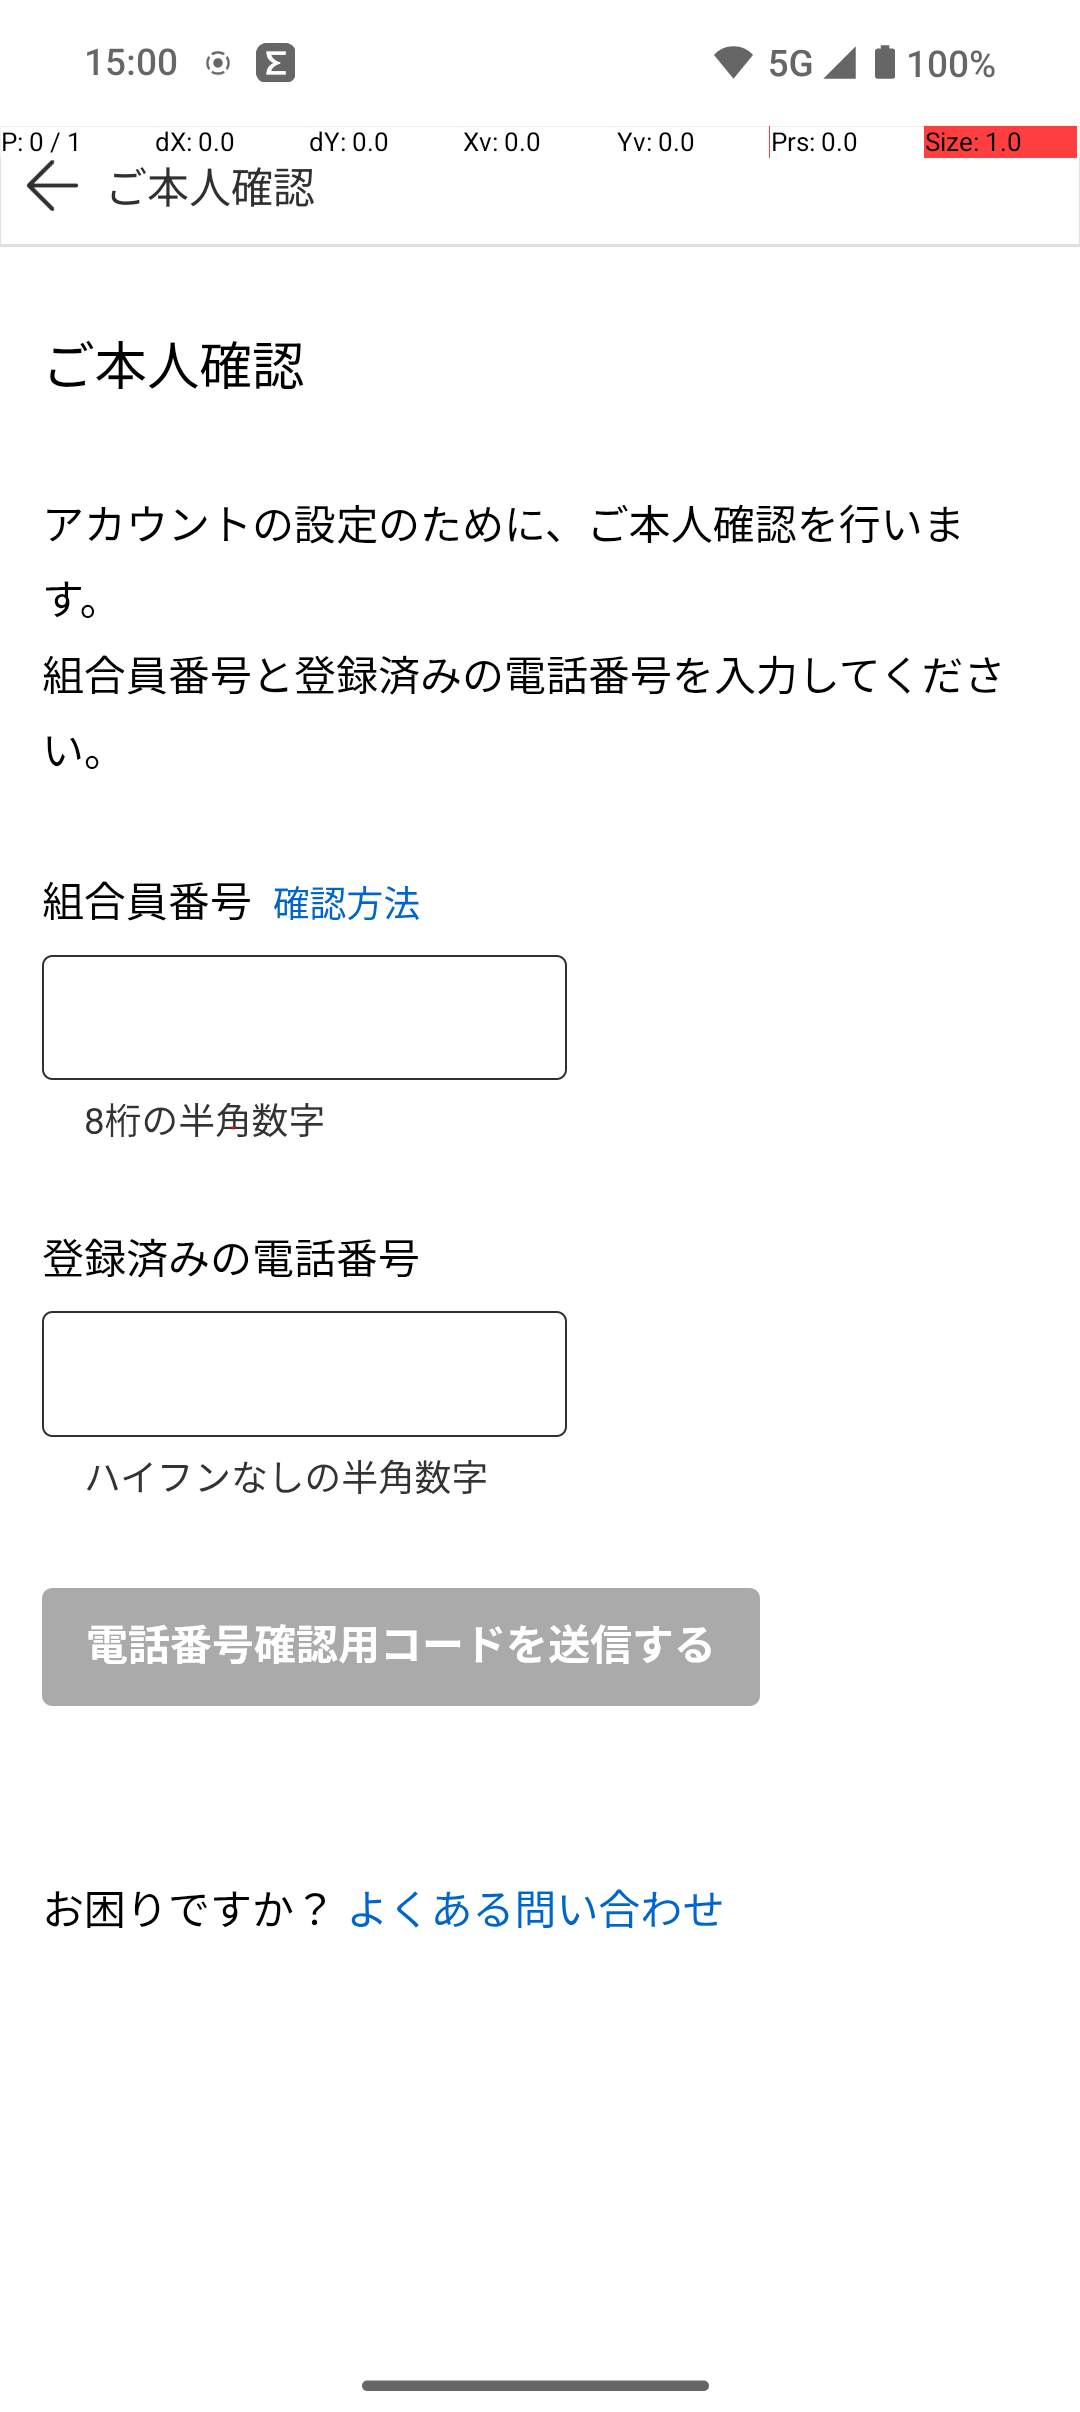 15:00 5G 100%
P: 0 / 1 dX: 0.0 dY: 0.0 Xv: 0.0 Yv: 0.0 Prs: 0.0 Size: 1.0
ご本人確認
ご本人確認
アカウントの設定のために、ご本人確認を行いま
す。
組合員番号と登録済みの電話番号を入力してくださ
い。
組合員番号 確認方法
8桁の半角数字
登録済みの電話番号
ハイフンなしの半角数字
電話番号確認用コードを送信する
お困りですか？ よくある問い合わせ